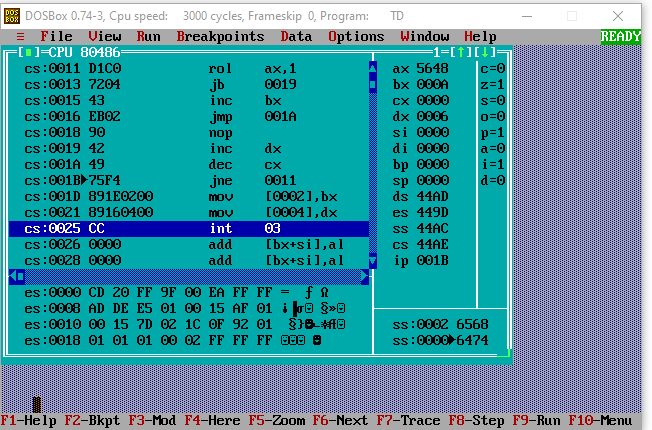 DOSBox 0.74-3, Cpu speed: 3000 cycles, Frameskip 0, Program: TD
≡ File View Run Breakpoints Data Options Window Help READY
[■]=CPU 80486 1=[↑][↓]
cs:0011 D1C0 rol ax,1 ax 5648 c=0
cs:0013 7204 jb 0019 bx 000A z=1
cs:0015 43 inc bx cx 0000 s=0
cs:0016 EB02 jmp 001A dx 0006 o=0
cs:0018 90 nop si 0000 p=1
cs:0019 42 inc dx di 0000 a=0
cs:001A 49 dec cx bp 0000 i=1
cs:001B►75F4 jne 0011 sp 0000 d=0
cs:001D 891E0200 mov [0002],bx ds 44AD
cs:0021 89160400 mov [0004],dx es 449D
cs:0025 CC int 03 ss 44AC
cs:0026 0000 add [bx+si],al cs 44AE
cs:0028 0000 add [bx+si],al ip 001B
es:0000 CD 20 FF 9F 00 EA FF FF = ƒ Ω
es:0008 AD DE E5 01 00 15 AF 01 ¡▐σ☺ §»☺
es:0010 00 15 7D 02 1C 0F 92 01 §}☻∟☼Æ☺ ss:0002 6568
es:0018 01 01 01 00 02 FF FF FF ☺☺☺ ☻ ss:0000►6474
F1-Help F2-Bkpt F3-Mod F4-Here F5-Zoom F6-Next F7-Trace F8-Step F9-Run F10-Menu